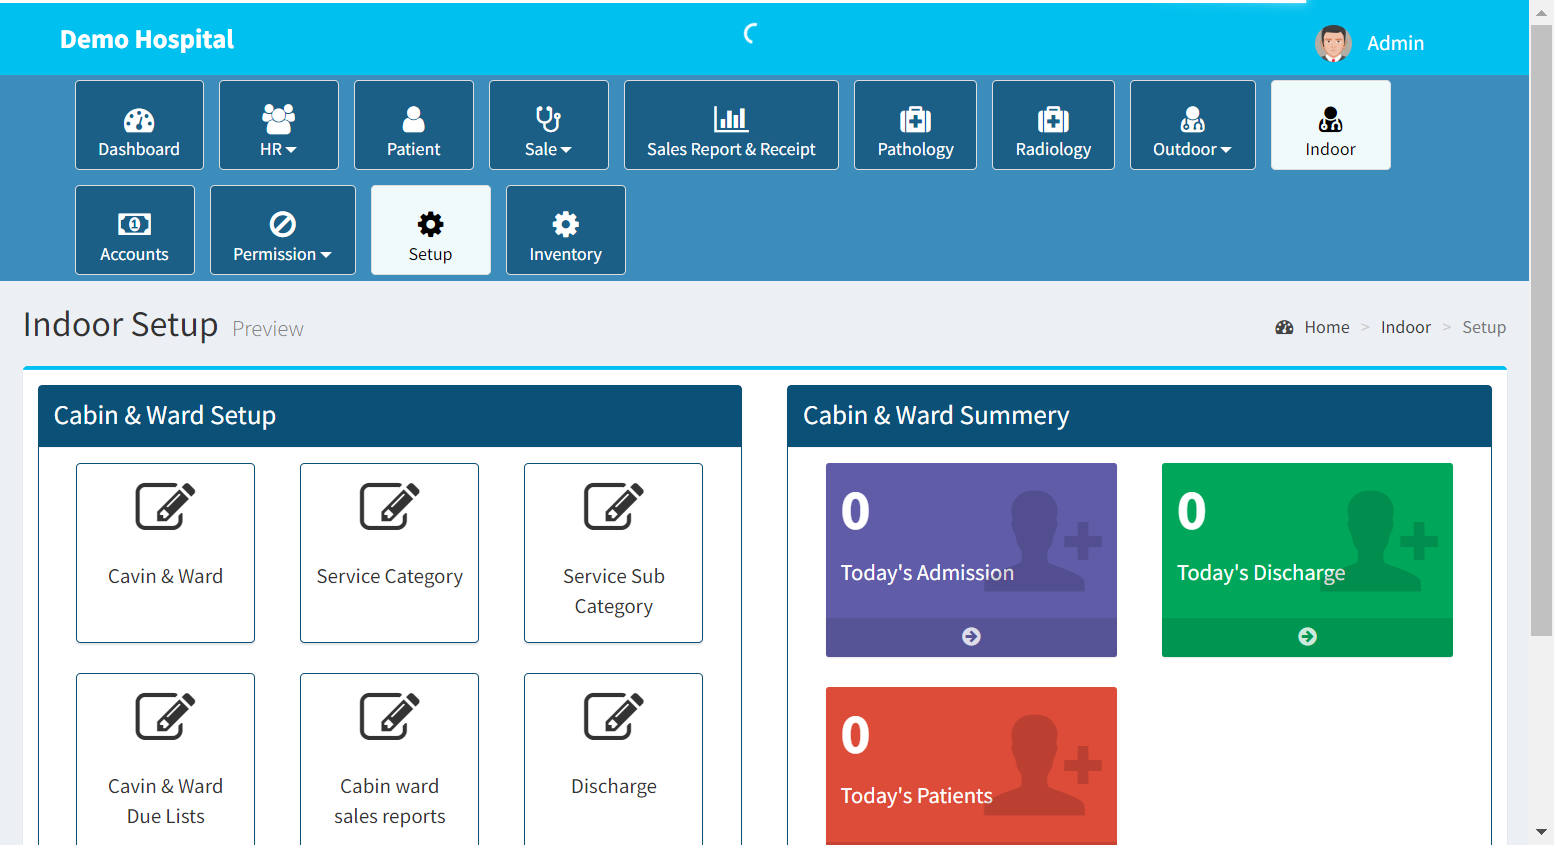 Demo Hospital
Admin
Dashboard
HR
Patient
Sale
Sales Report & Receipt
Pathology
Radiology
Outdoor
Indoor
Accounts
Permission
Setup
Inventory
Indoor Setup Preview
Home > Indoor > Setup
Cabin & Ward Setup
Cavin & Ward
Service Category
Service Sub
Category
Cavin & Ward
Due Lists
Cabin ward
sales reports
Discharge
Cabin & Ward Summery
0
Today's Admission
0
Today's Discharge
0
Today's Patients